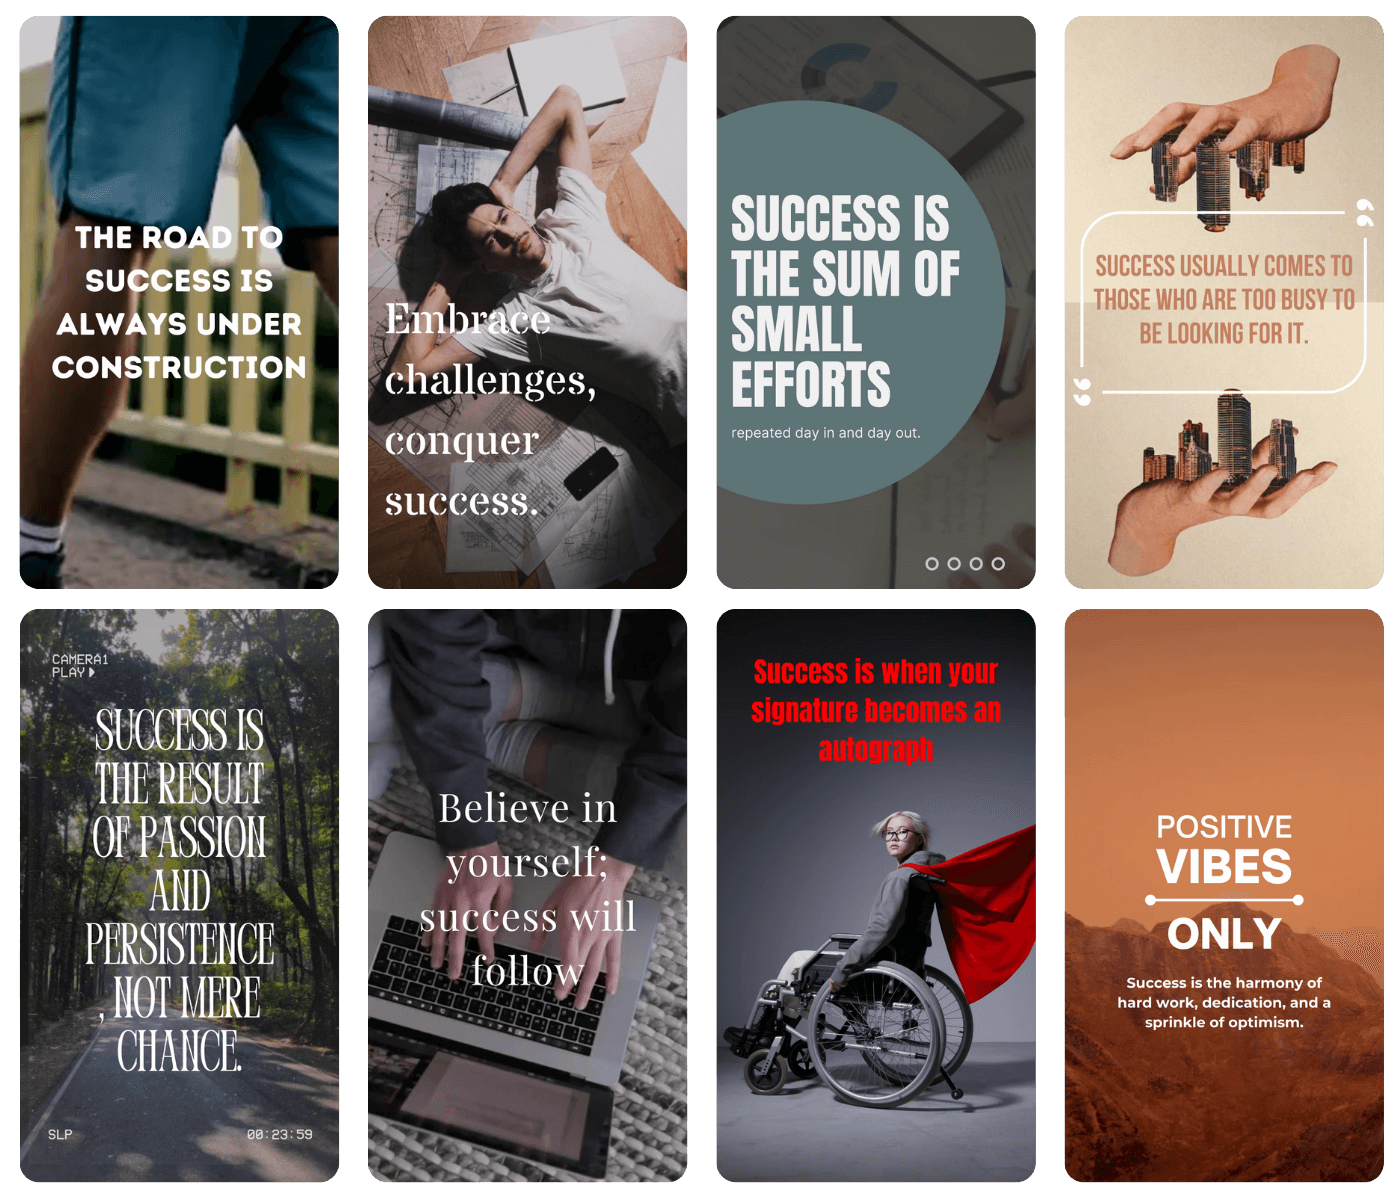 THE ROAD TO
SUCCESS IS
ALWAYS UNDER
CONSTRUCTION
Embrace
challenges,
conquer
success.
SUCCESS IS
THE SUM OF
SMALL
EFFORTS
repeated day in and day out.
SUCCESS USUALLY COMES TO
THOSE WHO ARE TOO BUSY TO
BE LOOKING FOR IT.
CAMERA1
PLAY
SUCCESS IS
THE RESULT
OF PASSION
AND
PERSISTENCE
, NOT MERE
CHANCE.
SLP 00:23:59
Believe in
yourself;
success will
follow
Success is when your
signature becomes an
autograph
POSITIVE
VIBES
ONLY
Success is the harmony of
hard work, dedication, and a
sprinkle of optimism.